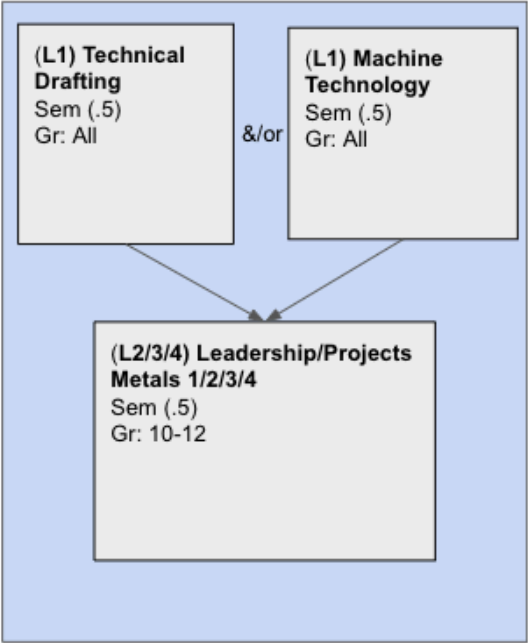 (L1) Technical
Drafting
Sem (.5)
Gr: All
&/or
(L1) Machine
Technology
Sem (.5)
Gr: All
(L2/3/4) Leadership/Projects
Metals 1/2/3/4
Sem (.5)
Gr: 10-12